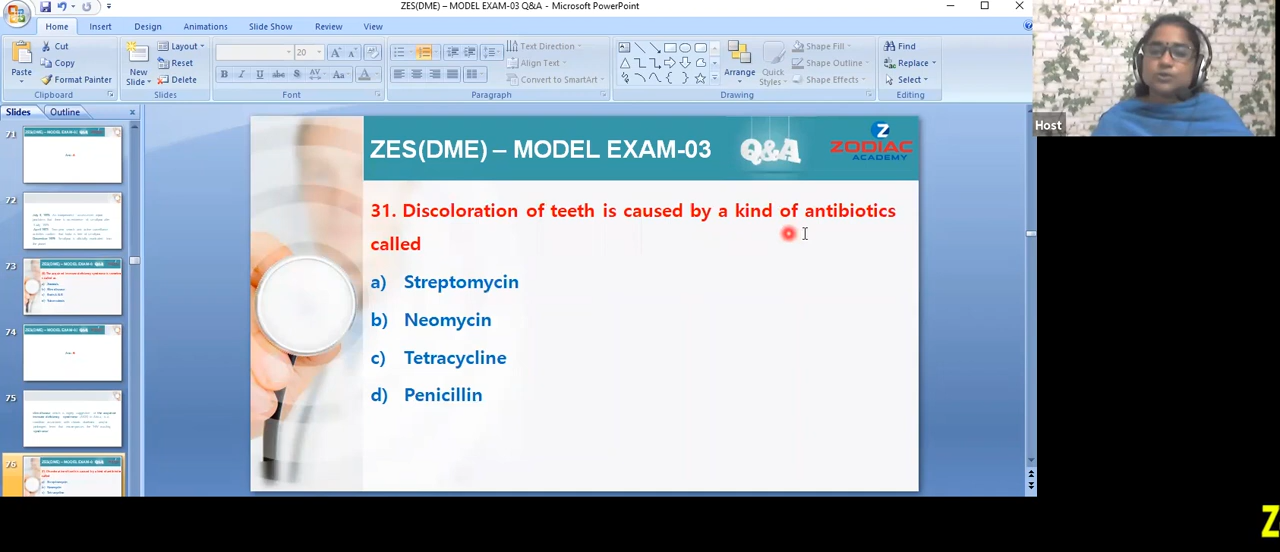 ZES(DME) - MODEL EXAM-03 Q&A - Microsoft PowerPoint
Home Insert Design Animations Slide Show Review View
Paste Cut Copy Format Painter Clipboard
New Slide Layout Reset Delete Slides
20 A A B I U S abc AV Aa A Font
Text Direction Align Text Convert to SmartArt Paragraph
Arrange Quick Styles Shape Fill Shape Outline Shape Effects Drawing
Find Replace Select Editing
Host
Slides Outline
71
72
73
74
75
76
ZES(DME) – MODEL EXAM-03 Q&A
Z
ZODIAC
ACADEMY
31. Discoloration of teeth is caused by a kind of antibiotics
called
a) Streptomycin
b) Neomycin
c) Tetracycline
d) Penicillin
Z